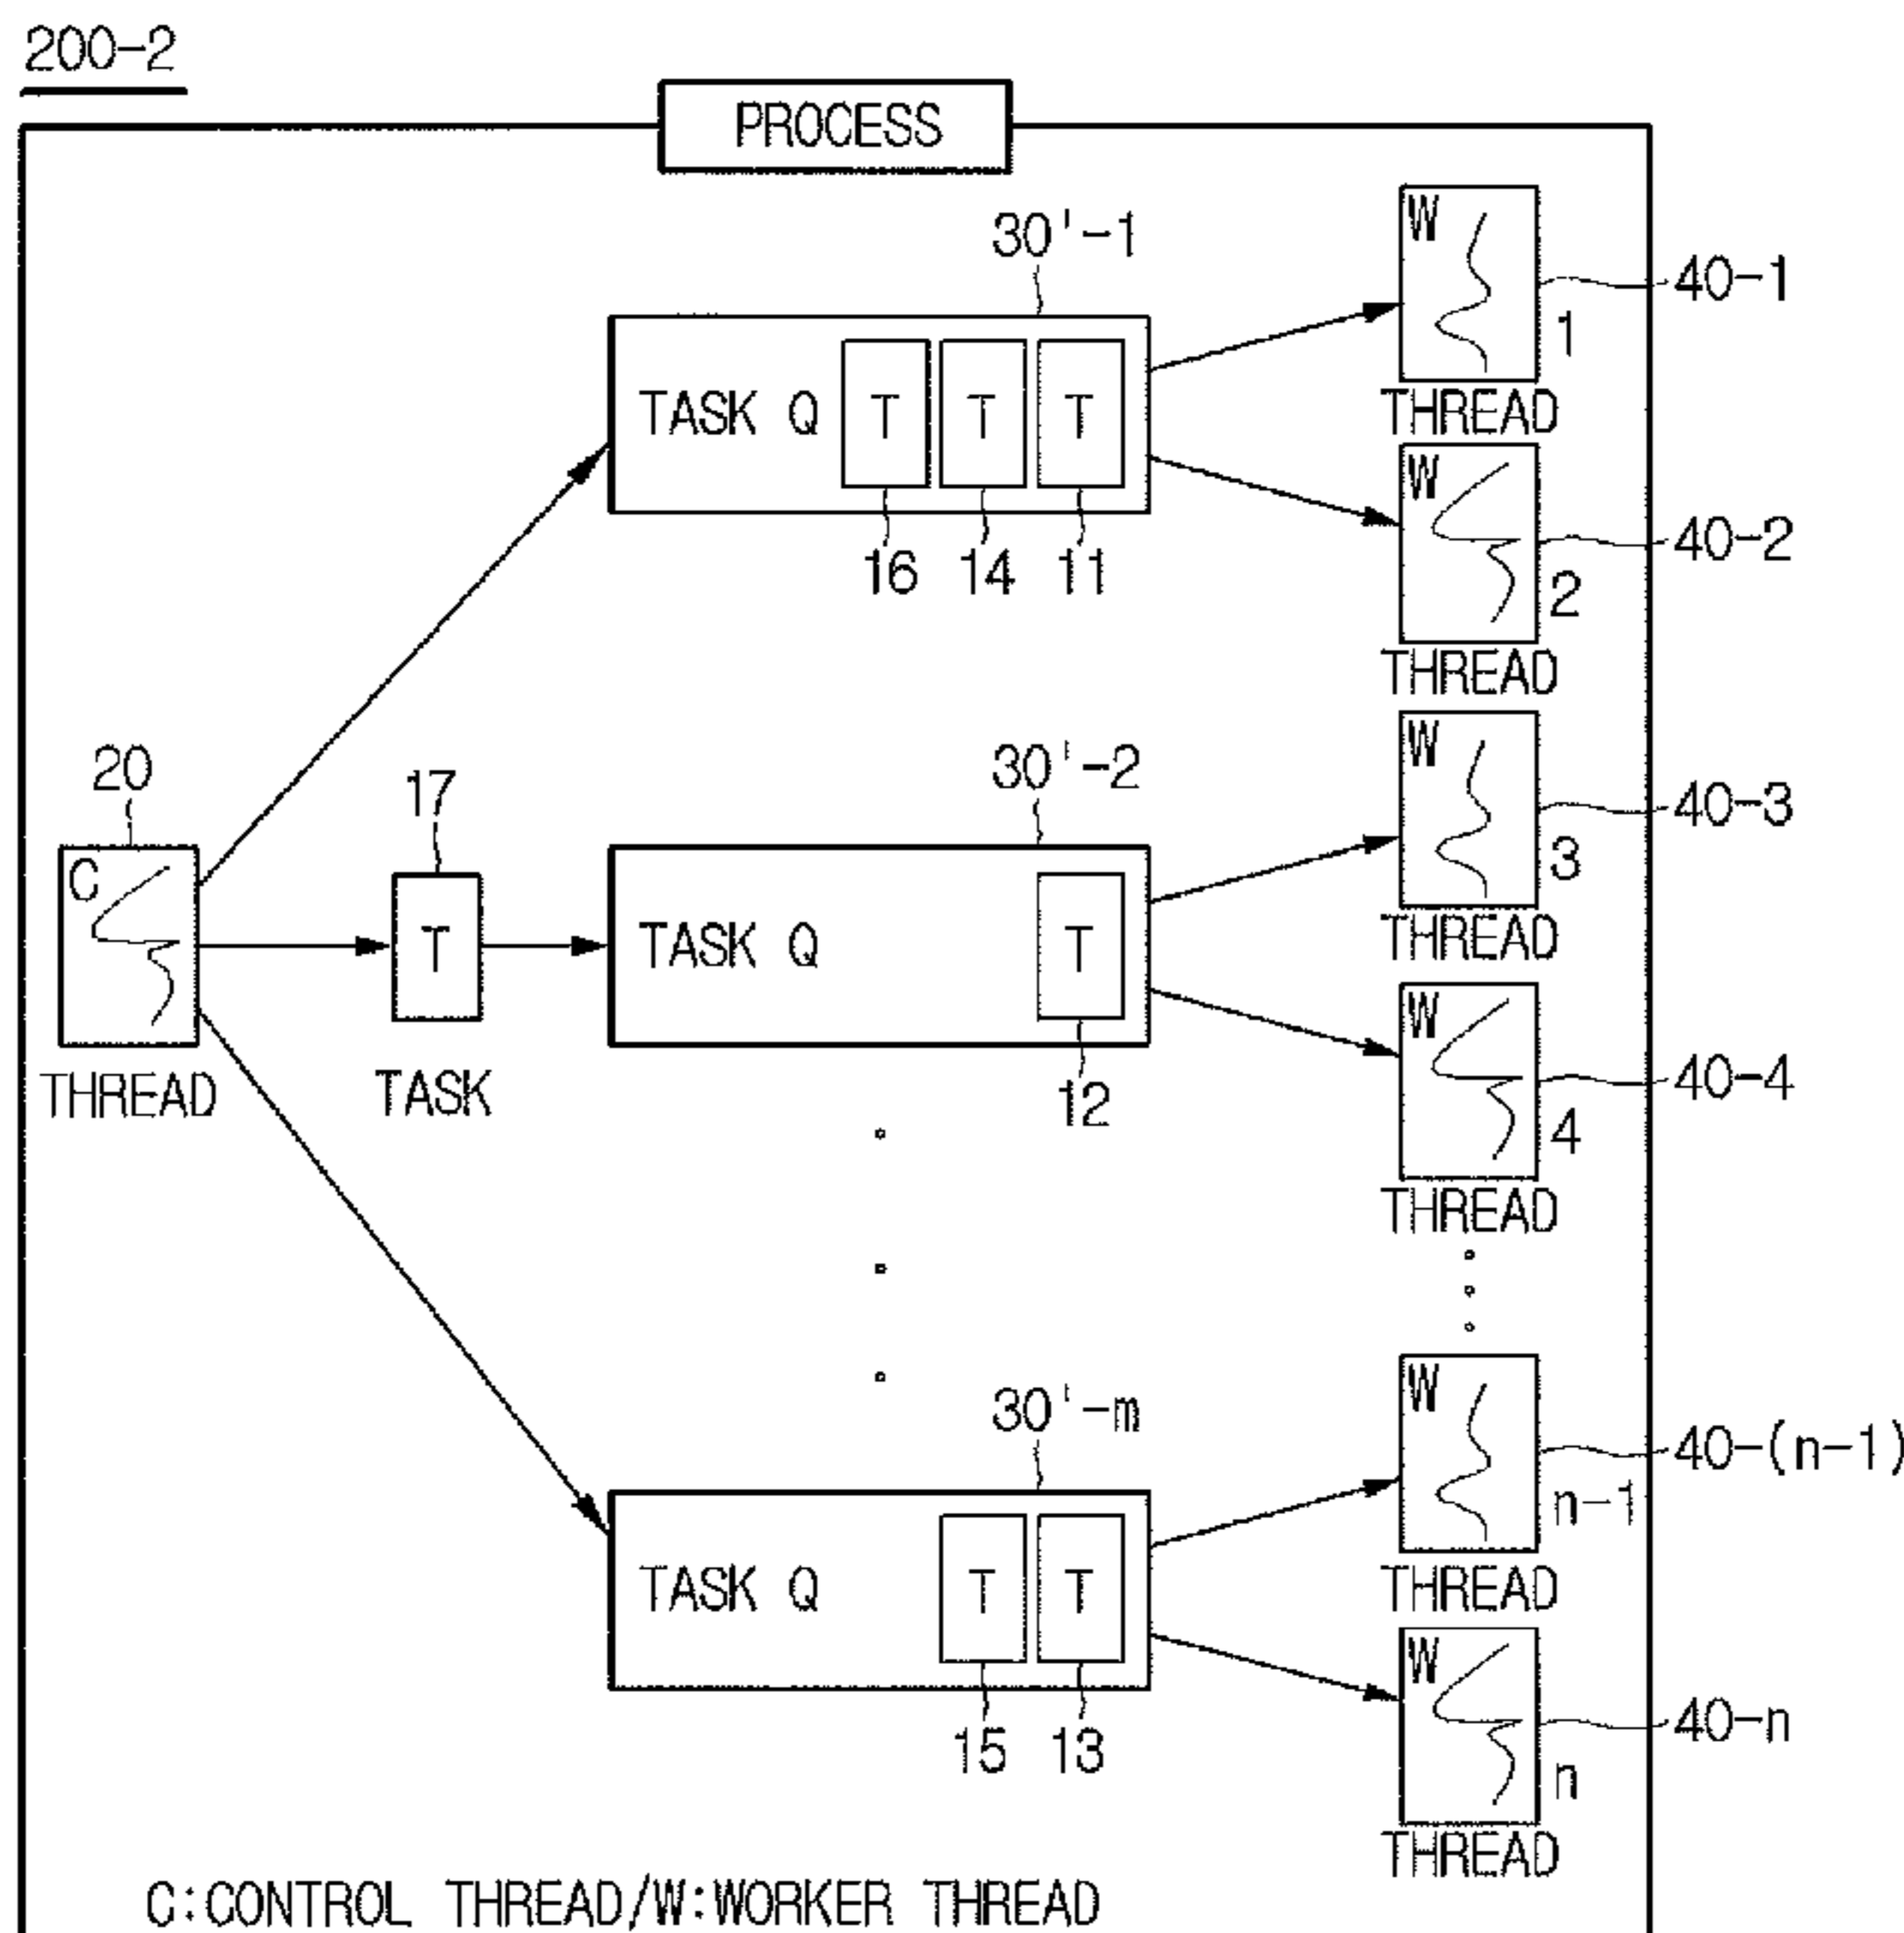 200-2
PROCESS
30'-1
W
40-1
1
TASK Q T T T
THREAD
W
16 14 11
40-2
2
THREAD
20
17
30'-2
W
40-3
3
C
T
TASK Q T
THREAD
W
THREAD
TASK
12
40-4
4
THREAD
30'-m
W
40-(n-1)
n-1
TASK Q T T
THREAD
W
15 13
40-n
n
THREAD
C:CONTROL THREAD/W:WORKER THREAD